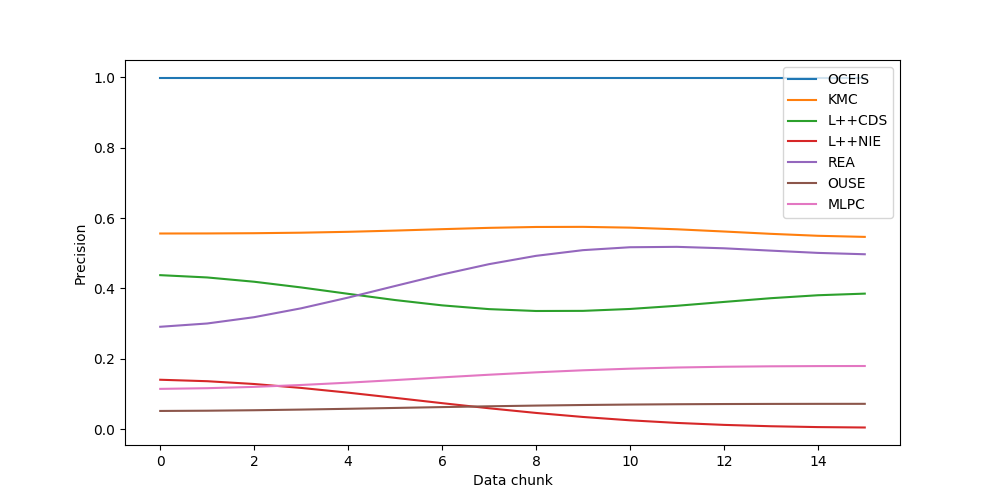 1.0
0.8
0.6
0.4
0.2
0.0
Precision
0 2 4 6 8 10 12 14
Data chunk
OCEIS
KMC
L++CDS
L++NIE
REA
OUSE
MLPC